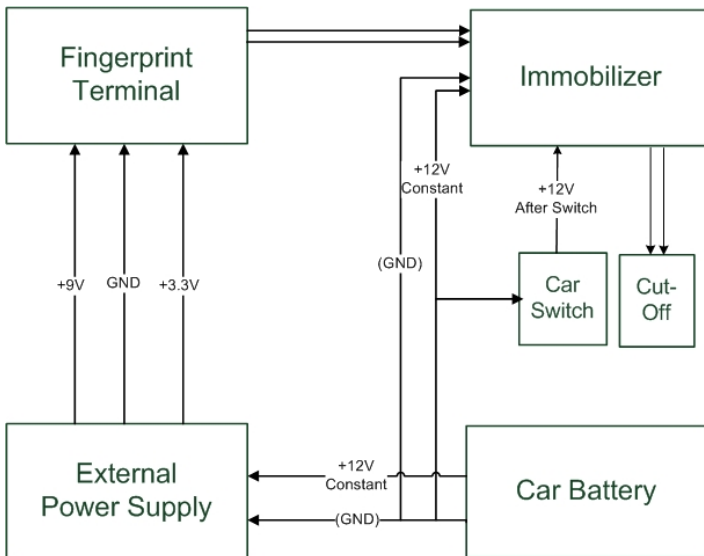 Fingerprint
Terminal
Immobilizer
+12V
Constant
+12V
After Switch
(GND)
+9V
GND
+3.3V
Car
Switch
Cut-
Off
External
Power Supply
+12V
Constant
(GND)
Car Battery